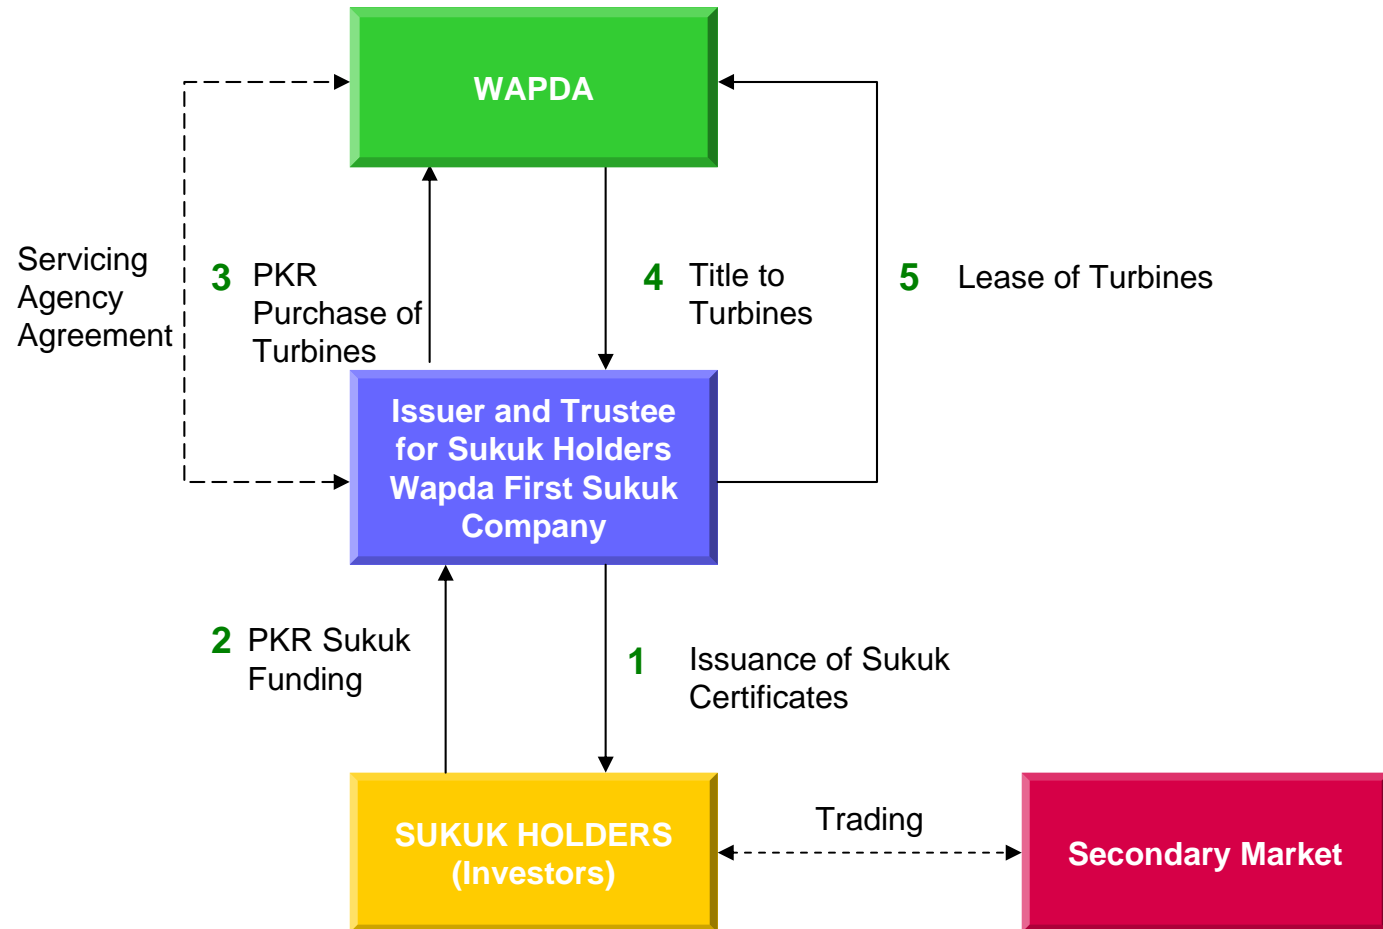 WAPDA
Servicing
Agency
Agreement
3 PKR
Purchase of
Turbines
4 Title to
Turbines
5 Lease of Turbines
Issuer and Trustee
for Sukuk Holders
Wapda First Sukuk
Company
2 PKR Sukuk
Funding
1 Issuance of Sukuk
Certificates
SUKUK HOLDERS
(Investors)
Trading
Secondary Market